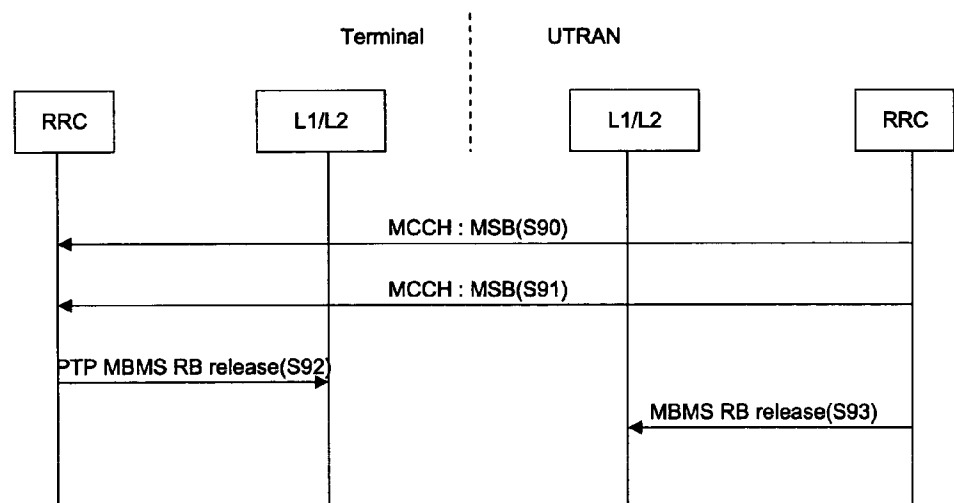 Terminal
UTRAN
RRC
L1/L2
L1/L2
RRC
MCCH : MSB(S90)
MCCH : MSB(S91)
PTP MBMS RB release(S92)
MBMS RB release(S93)